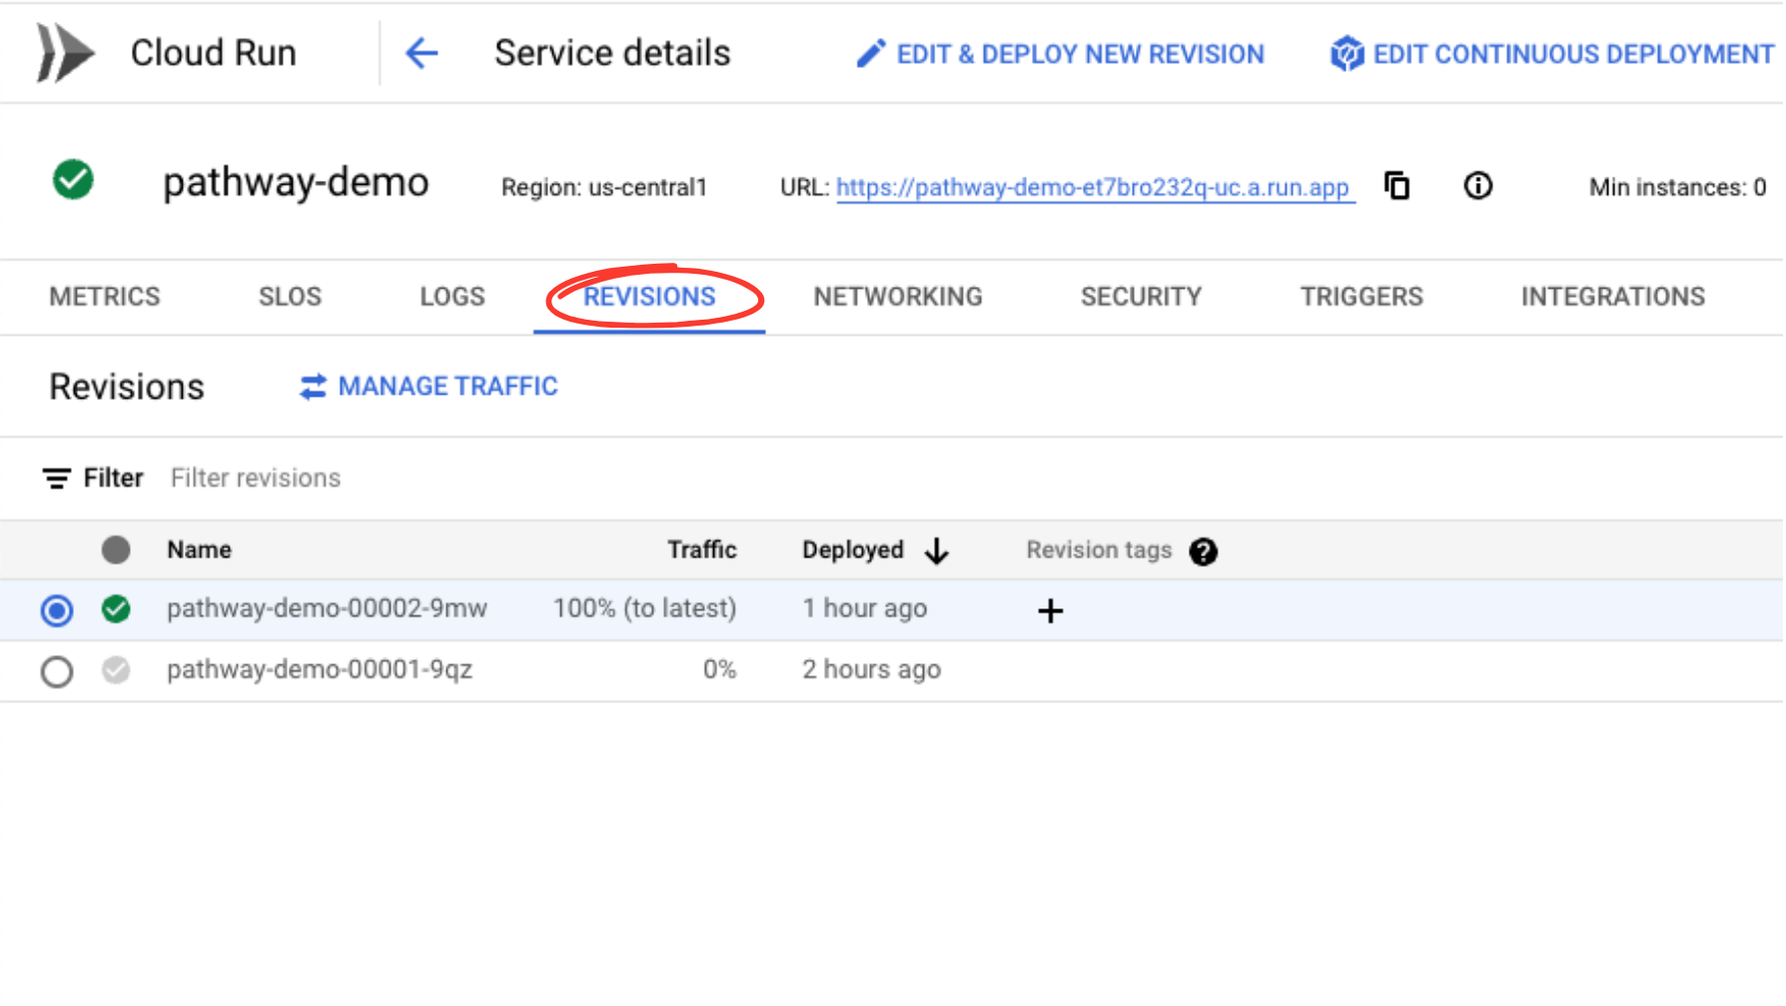 Cloud Run Service details EDIT & DEPLOY NEW REVISION EDIT CONTINUOUS DEPLOYMENT
pathway-demo Region: us-central1 URL: https://pathway-demo-et7bro232q-uc.a.run.app Min instances: 0
METRICS SLOS LOGS REVISIONS NETWORKING SECURITY TRIGGERS INTEGRATIONS
Revisions MANAGE TRAFFIC
Filter Filter revisions
Name Traffic Deployed Revision tags
pathway-demo-00002-9mw 100% (to latest) 1 hour ago
pathway-demo-00001-9qz 0% 2 hours ago